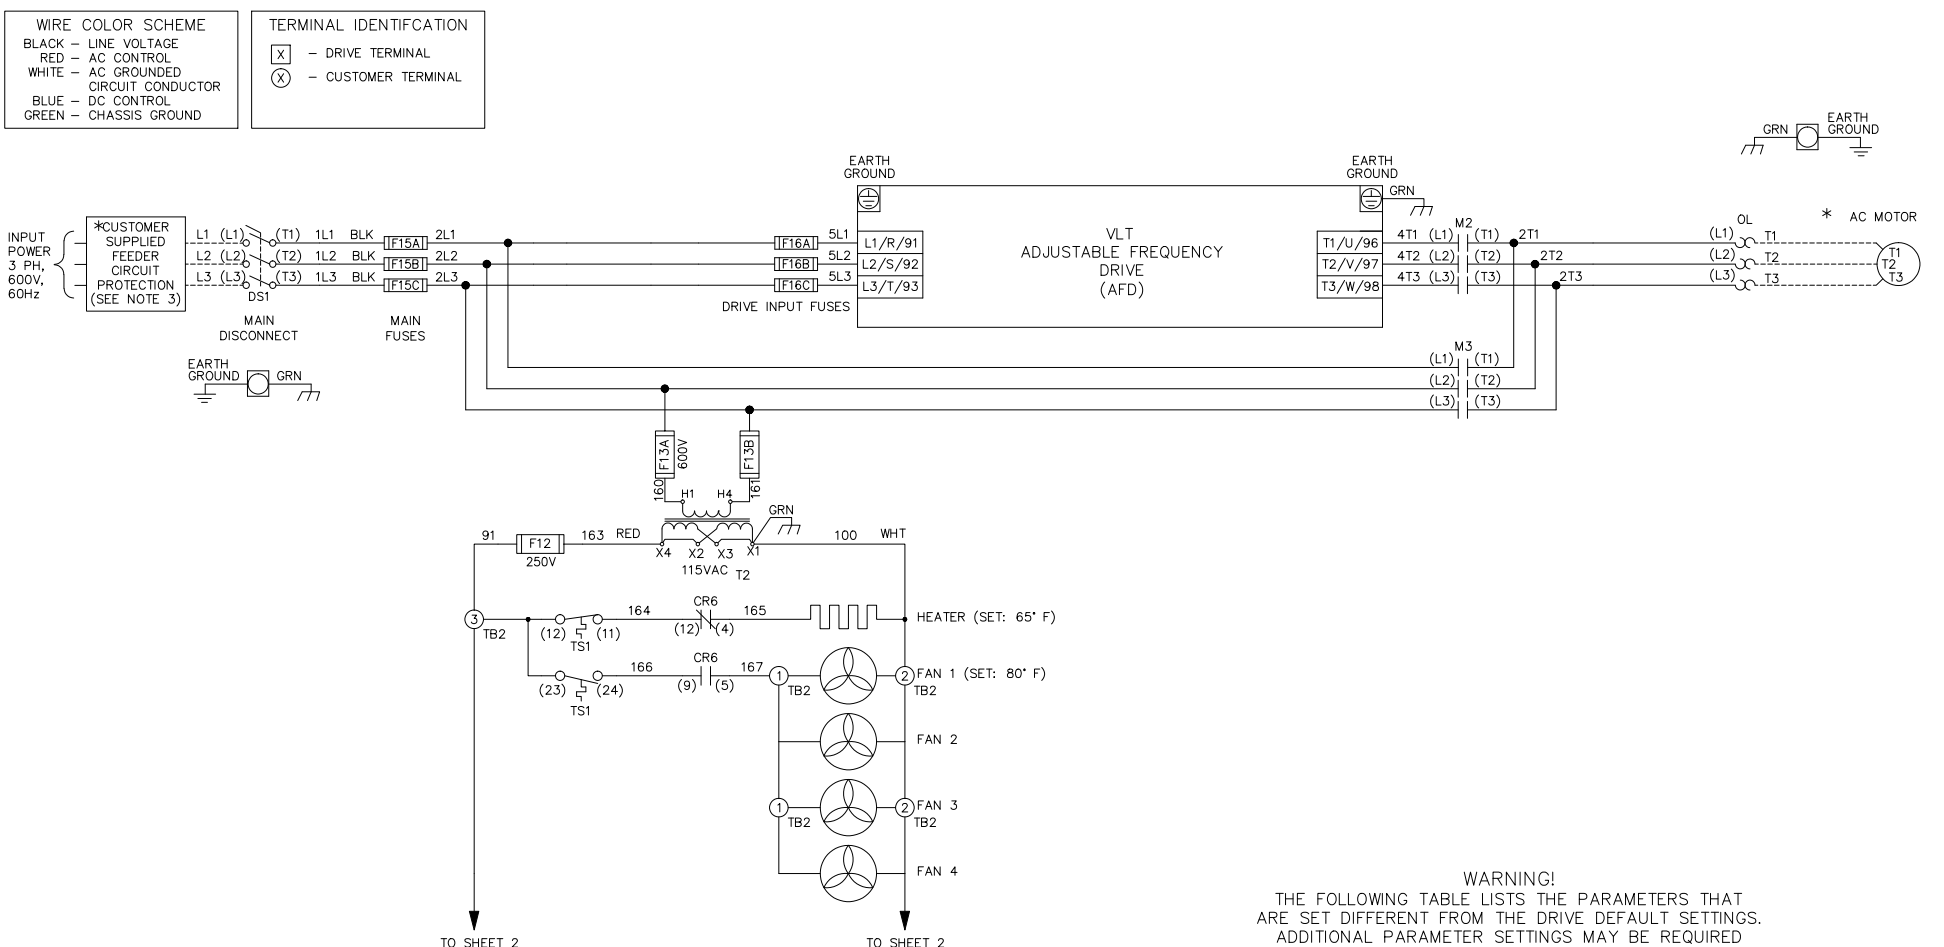 WIRE COLOR SCHEME
BLACK – LINE VOLTAGE
RED – AC CONTROL
WHITE – AC GROUNDED
CIRCUIT CONDUCTOR
BLUE – DC CONTROL
GREEN – CHASSIS GROUND
TERMINAL IDENTIFCATION
X – DRIVE TERMINAL
X – CUSTOMER TERMINAL
GRN
EARTH
GROUND
INPUT
POWER
3 PH,
600V,
60Hz
*CUSTOMER
SUPPLIED
FEEDER
CIRCUIT
PROTECTION
(SEE NOTE 3)
L1 (L1) (T1) 1L1 BLK F15A 2L1
L2 (L2) (T2) 1L2 BLK F15B 2L2
L3 (L3) (T3) 1L3 BLK F15C 2L3
DS1
MAIN
DISCONNECT
MAIN
FUSES
EARTH
GROUND
GRN
F16A 5L1
F16B 5L2
F16C 5L3
DRIVE INPUT FUSES
EARTH
GROUND
L1/R/91
L2/S/92
L3/T/93
VLT
ADJUSTABLE FREQUENCY
DRIVE
(AFD)
EARTH
GROUND
GRN
T1/U/96
T2/V/97
T3/W/98
M2
4T1 (L1) (T1) 2T1
4T2 (L2) (T2) 2T2
4T3 (L3) (T3) 2T3
OL
(L1) T1
(L2) T2
(L3) T3
* AC MOTOR
T1
T2
T3
M3
(L1) (T1)
(L2) (T2)
(L3) (T3)
F13A
600V
F13B
160
161
H1 H4
GRN
91 F12 163 RED
250V
X4 X2 X3 X1
100 WHT
115VAC T2
3
TB2
(12) (11)
TS1
164
CR6
(12) (4)
165
HEATER (SET: 65° F)
(23) (24)
TS1
166
CR6
(9) (5)
167
1
TB2
2
TB2
FAN 1 (SET: 80° F)
FAN 2
1
TB2
2
TB2
FAN 3
FAN 4
TO SHEET 2
TO SHEET 2
WARNING!
THE FOLLOWING TABLE LISTS THE PARAMETERS THAT
ARE SET DIFFERENT FROM THE DRIVE DEFAULT SETTINGS.
ADDITIONAL PARAMETER SETTINGS MAY BE REQUIRED